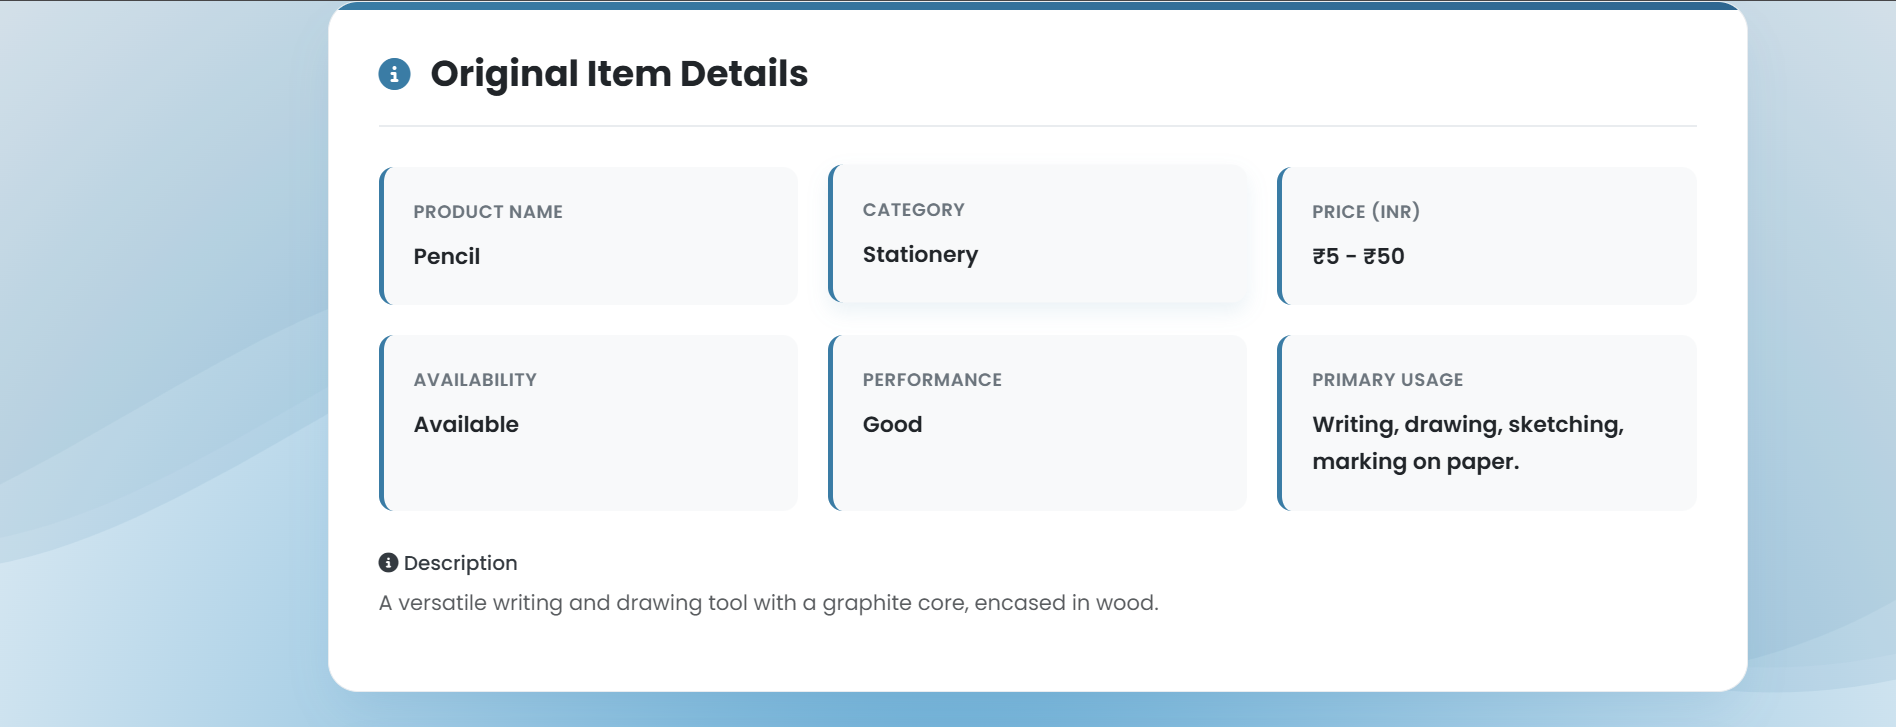 Original Item Details
PRODUCT NAME
Pencil
CATEGORY
Stationery
PRICE (INR)
₹5 - ₹50
AVAILABILITY
Available
PERFORMANCE
Good
PRIMARY USAGE
Writing, drawing, sketching,
marking on paper.
Description
A versatile writing and drawing tool with a graphite core, encased in wood.